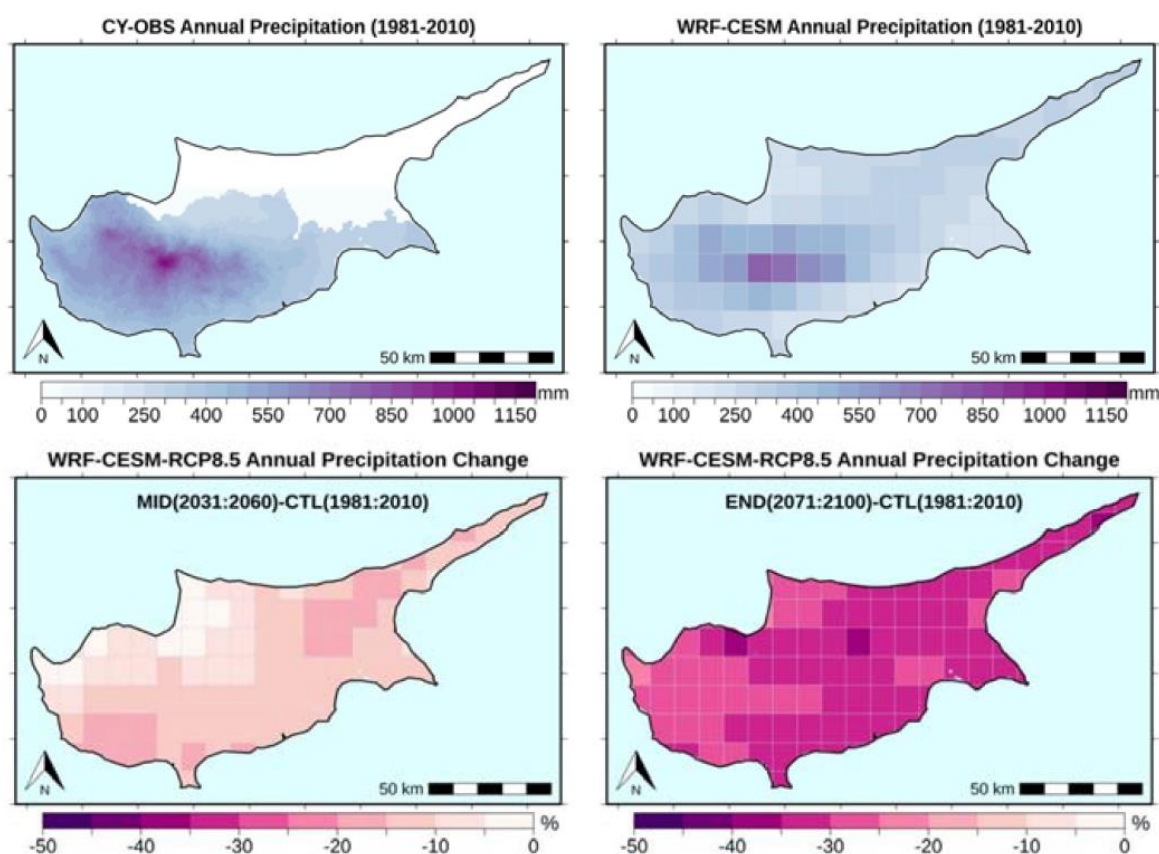 CY-OBS Annual Precipitation (1981-2010)
N
50 km
0 100 250 400 550 700 850 1000 1150 mm
WRF-CESM Annual Precipitation (1981-2010)
N
50 km
0 100 250 400 550 700 850 1000 1150 mm
WRF-CESM-RCP8.5 Annual Precipitation Change
MID(2031:2060)-CTL(1981:2010)
N
50 km
-50 -40 -30 -20 -10 0 %
WRF-CESM-RCP8.5 Annual Precipitation Change
END(2071:2100)-CTL(1981:2010)
N
50 km
-50 -40 -30 -20 -10 0 %